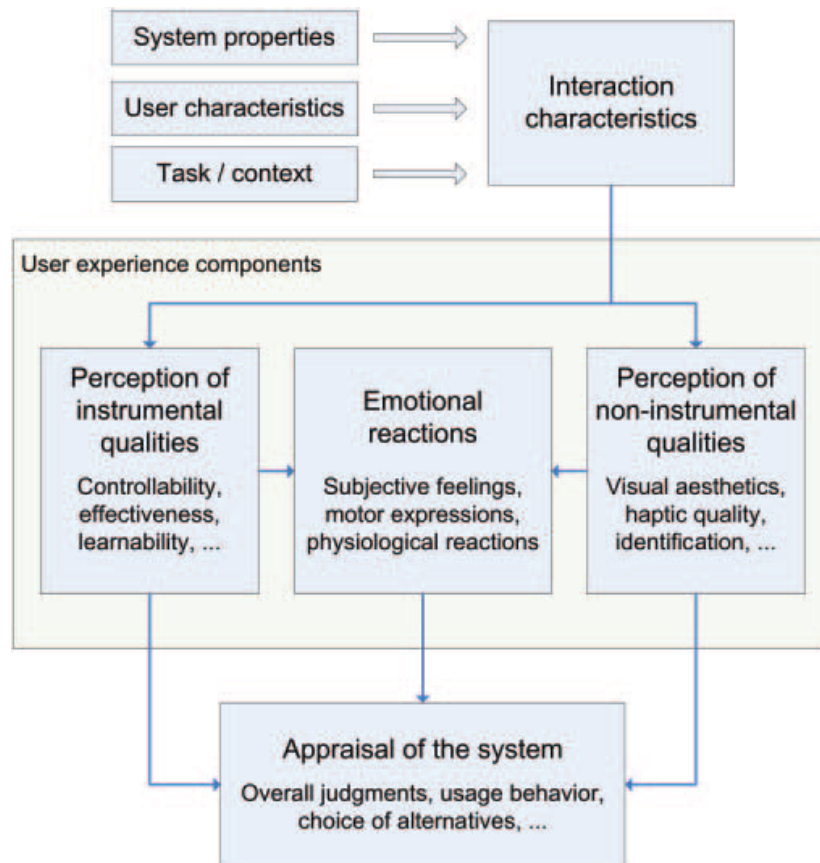 System properties
User characteristics
Task / context
Interaction
characteristics
User experience components
Perception of
instrumental
qualities
Controllability,
effectiveness,
learnability, ...
Emotional
reactions
Subjective feelings,
motor expressions,
physiological reactions
Perception of
non-instrumental
qualities
Visual aesthetics,
haptic quality,
identification, ...
Appraisal of the system
Overall judgments, usage behavior,
choice of alternatives, ...